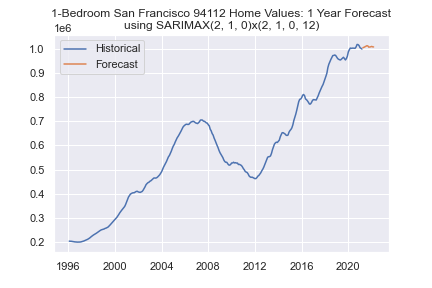 1-Bedroom San Francisco 94112 Home Values: 1 Year Forecast
using SARIMAX(2, 1, 0)x(2, 1, 0, 12)
1e6
Historical
Forecast
1.0
0.9
0.8
0.7
0.6
0.5
0.4
0.3
0.2
1996 2000 2004 2008 2012 2016 2020